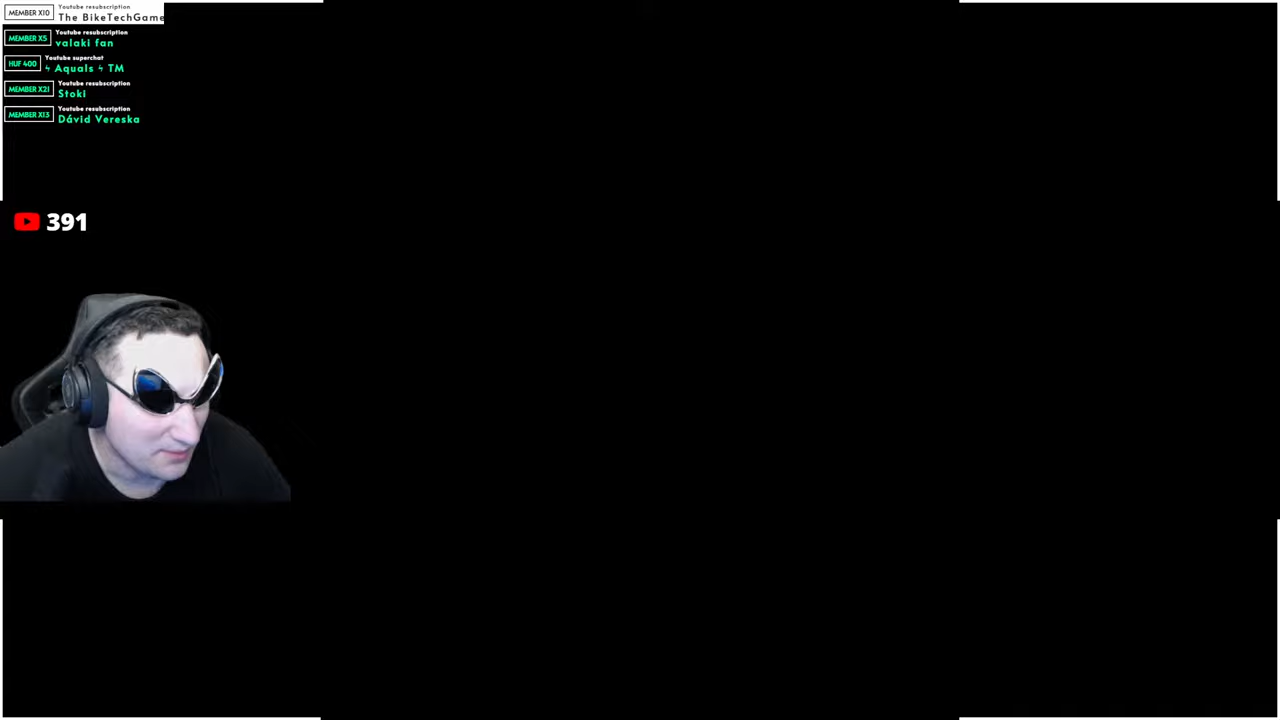 MEMBER X10
Youtube resubscription
The BikeTechGame
MEMBER X5
Youtube resubscription
valaki fan
HUF 400
Youtube superchat
ϟ Aquals ϟ TM
MEMBER X21
Youtube resubscription
Stoki
MEMBER X13
Youtube resubscription
Dávid Vereska
391